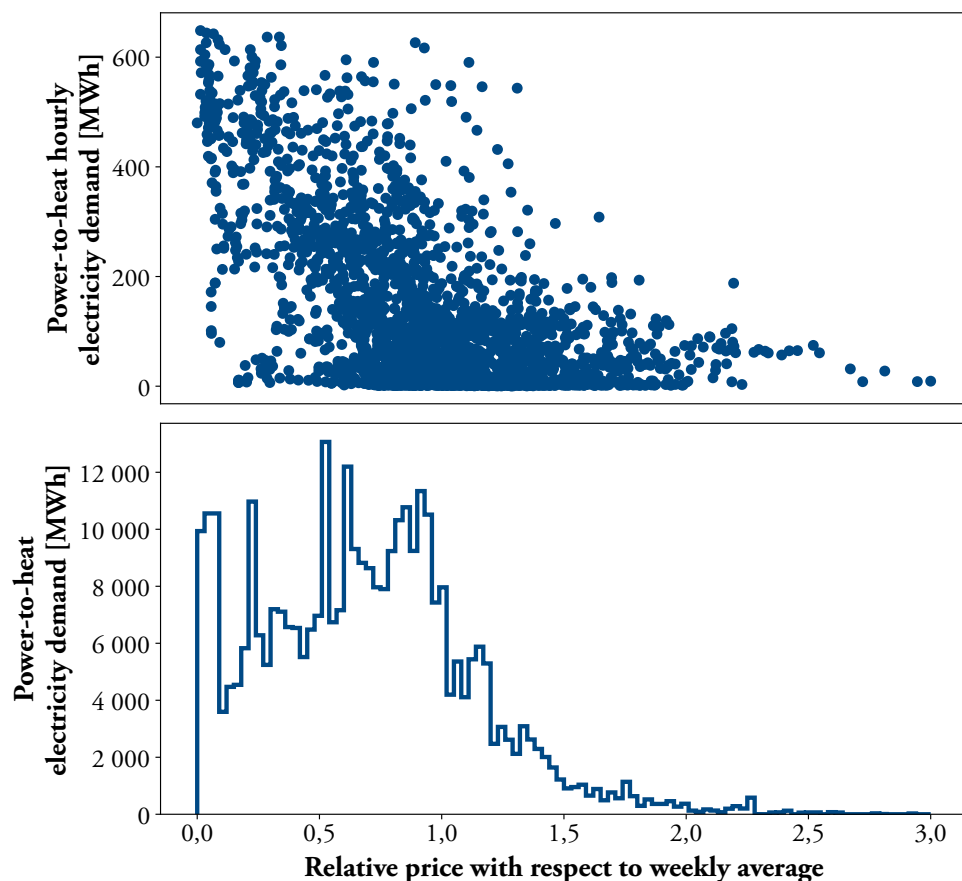 Power-to-heat hourly
electricity demand [MWh]
600
400
200
0
Power-to-heat
electricity demand [MWh]
12 000
10 000
8 000
6 000
4 000
2 000
0
0,0 0,5 1,0 1,5 2,0 2,5 3,0
Relative price with respect to weekly average